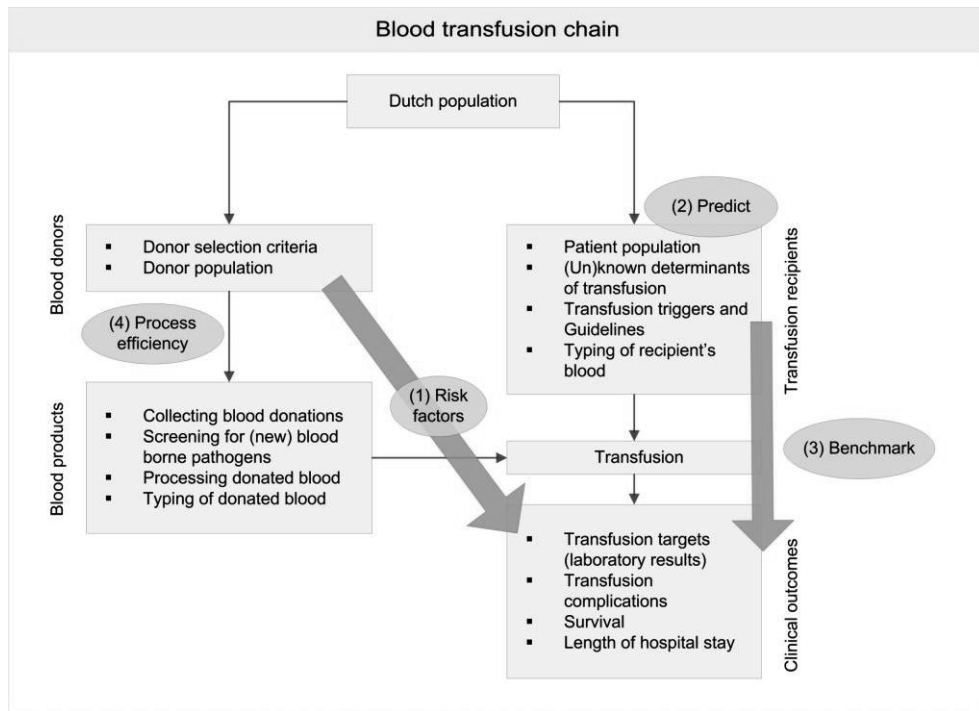 Blood transfusion chain
Dutch population
(2) Predict
Blood donors
▪ Donor selection criteria
▪ Donor population
▪ Patient population
▪ (Un)known determinants
of transfusion
▪ Transfusion triggers and
Guidelines
▪ Typing of recipient's
blood
Transfusion recipients
(4) Process
efficiency
(1) Risk
factors
Blood products
▪ Collecting blood donations
▪ Screening for (new) blood
borne pathogens
▪ Processing donated blood
▪ Typing of donated blood
Transfusion
(3) Benchmark
▪ Transfusion targets
(laboratory results)
▪ Transfusion
complications
▪ Survival
▪ Length of hospital stay
Clinical outcomes